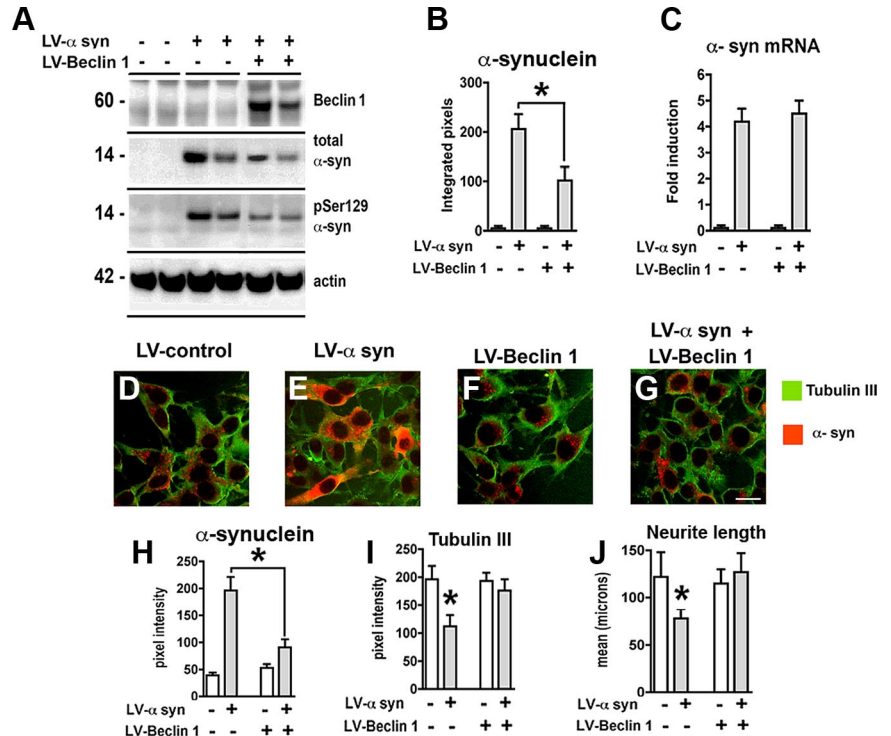 A
LV-α syn - - + + + +
LV-Beclin 1 - - - - + +
60 - Beclin 1
14 - total
α-syn
14 - pSer129
α-syn
42 - actin
B
α-synuclein
Integrated pixels
300
200
100
0
*
LV-α syn - + - +
LV-Beclin 1 - - + +
C
α- syn mRNA
Fold induction
6
5
4
3
2
1
0
LV-α syn - + - +
LV-Beclin 1 - - + +
LV-control
D
LV-α syn
E
LV-Beclin 1
F
LV-α syn +
LV-Beclin 1
G
Tubulin III
α- syn
H
α-synuclein
pixel intensity
250
200
150
100
50
0
*
LV-α syn - + - +
LV-Beclin 1 - - + +
I
Tubulin III
pixel intensity
250
200
150
100
50
0
*
LV-α syn - + - +
LV-Beclin 1 - - + +
J
Neurite length
mean (microns)
150
100
50
0
*
LV-α syn - + - +
LV-Beclin 1 - - + +